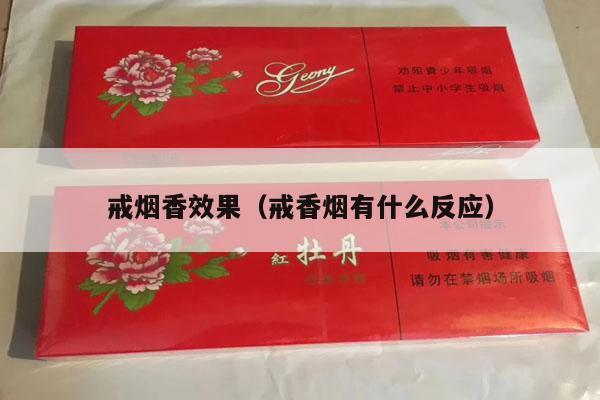 Geony
劝阻青少年吸烟
禁止中小学生吸烟
戒烟香效果（戒香烟有什么反应）
本公司提示
紅牡丹
吸烟有害健康
请勿在禁烟场所吸烟